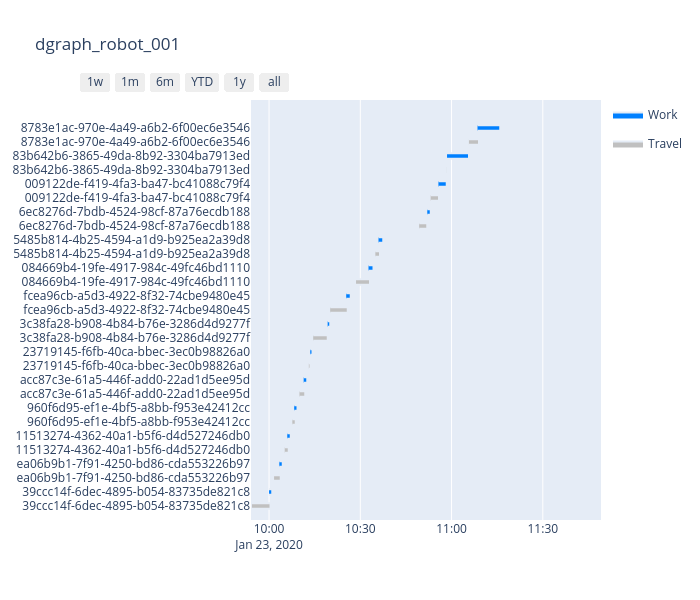 dgraph_robot_001
1w 1m 6m YTD 1y all
Work
Travel
8783e1ac-970e-4a49-a6b2-6f00ec6e3546
8783e1ac-970e-4a49-a6b2-6f00ec6e3546
83b642b6-3865-49da-8b92-3304ba7913ed
83b642b6-3865-49da-8b92-3304ba7913ed
009122de-f419-4fa3-ba47-bc41088c79f4
009122de-f419-4fa3-ba47-bc41088c79f4
6ec8276d-7bdb-4524-98cf-87a76ecdb188
6ec8276d-7bdb-4524-98cf-87a76ecdb188
5485b814-4b25-4594-a1d9-b925ea2a39d8
5485b814-4b25-4594-a1d9-b925ea2a39d8
084669b4-19fe-4917-984c-49fc46bd1110
084669b4-19fe-4917-984c-49fc46bd1110
fcea96cb-a5d3-4922-8f32-74cbe9480e45
fcea96cb-a5d3-4922-8f32-74cbe9480e45
3c38fa28-b908-4b84-b76e-3286d4d9277f
3c38fa28-b908-4b84-b76e-3286d4d9277f
23719145-f6fb-40ca-bbec-3ec0b98826a0
23719145-f6fb-40ca-bbec-3ec0b98826a0
acc87c3e-61a5-446f-add0-22ad1d5ee95d
acc87c3e-61a5-446f-add0-22ad1d5ee95d
960f6d95-ef1e-4bf5-a8bb-f953e42412cc
960f6d95-ef1e-4bf5-a8bb-f953e42412cc
11513274-4362-40a1-b5f6-d4d527246db0
11513274-4362-40a1-b5f6-d4d527246db0
ea06b9b1-7f91-4250-bd86-cda553226b97
ea06b9b1-7f91-4250-bd86-cda553226b97
39ccc14f-6dec-4895-b054-83735de821c8
39ccc14f-6dec-4895-b054-83735de821c8
10:00 10:30 11:00 11:30
Jan 23, 2020